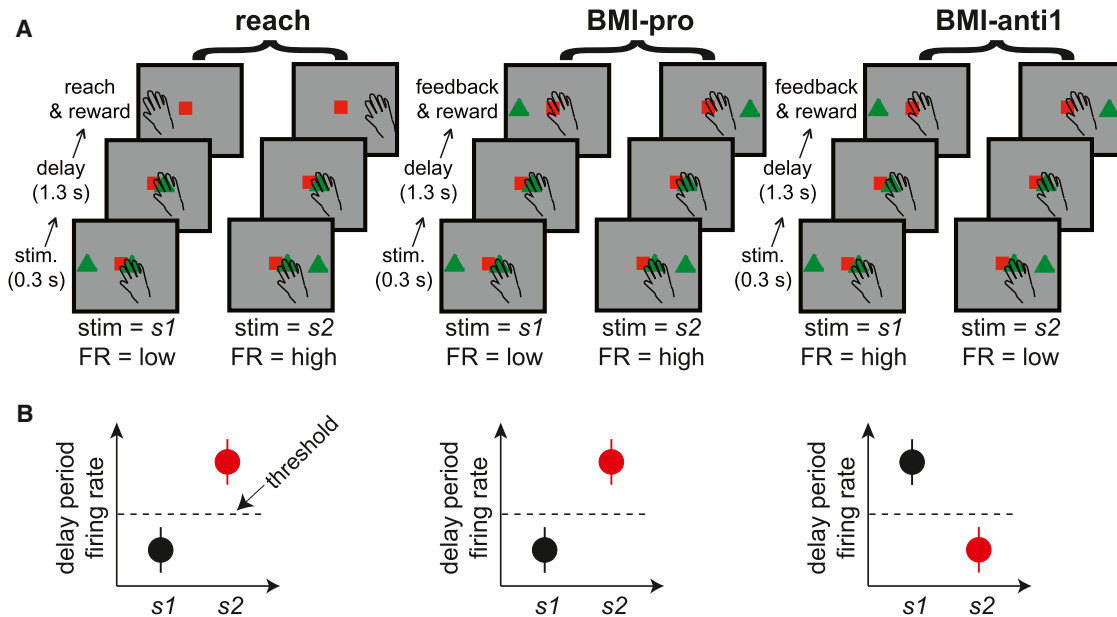 A
reach
BMI-pro
BMI-anti1
reach
& reward
delay
(1.3 s)
stim.
(0.3 s)
feedback
& reward
delay
(1.3 s)
stim.
(0.3 s)
feedback
& reward
delay
(1.3 s)
stim.
(0.3 s)
stim = s1
FR = low
stim = s2
FR = high
stim = s1
FR = low
stim = s2
FR = high
stim = s1
FR = high
stim = s2
FR = low
B
delay period
firing rate
threshold
s1
s2
delay period
firing rate
s1
s2
delay period
firing rate
s1
s2